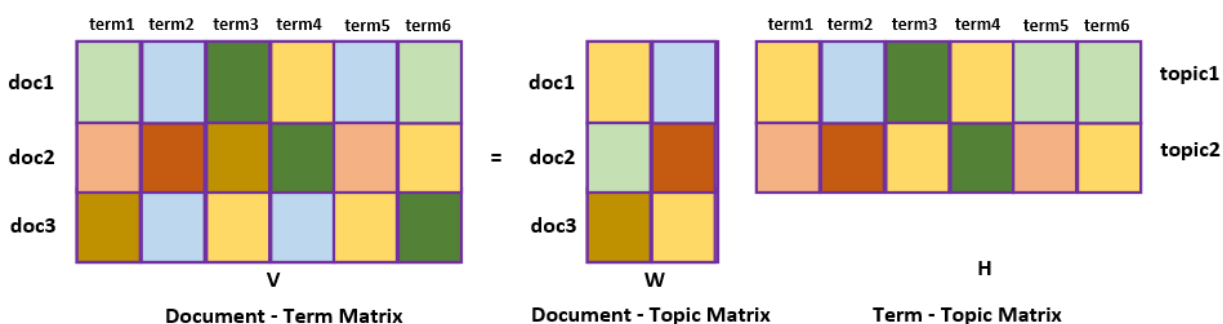 term1 term2 term3 term4 term5 term6
term1 term2 term3 term4 term5 term6
doc1
doc1
topic1
doc2
=
doc2
topic2
doc3
doc3
V
W
H
Document - Term Matrix
Document - Topic Matrix
Term - Topic Matrix